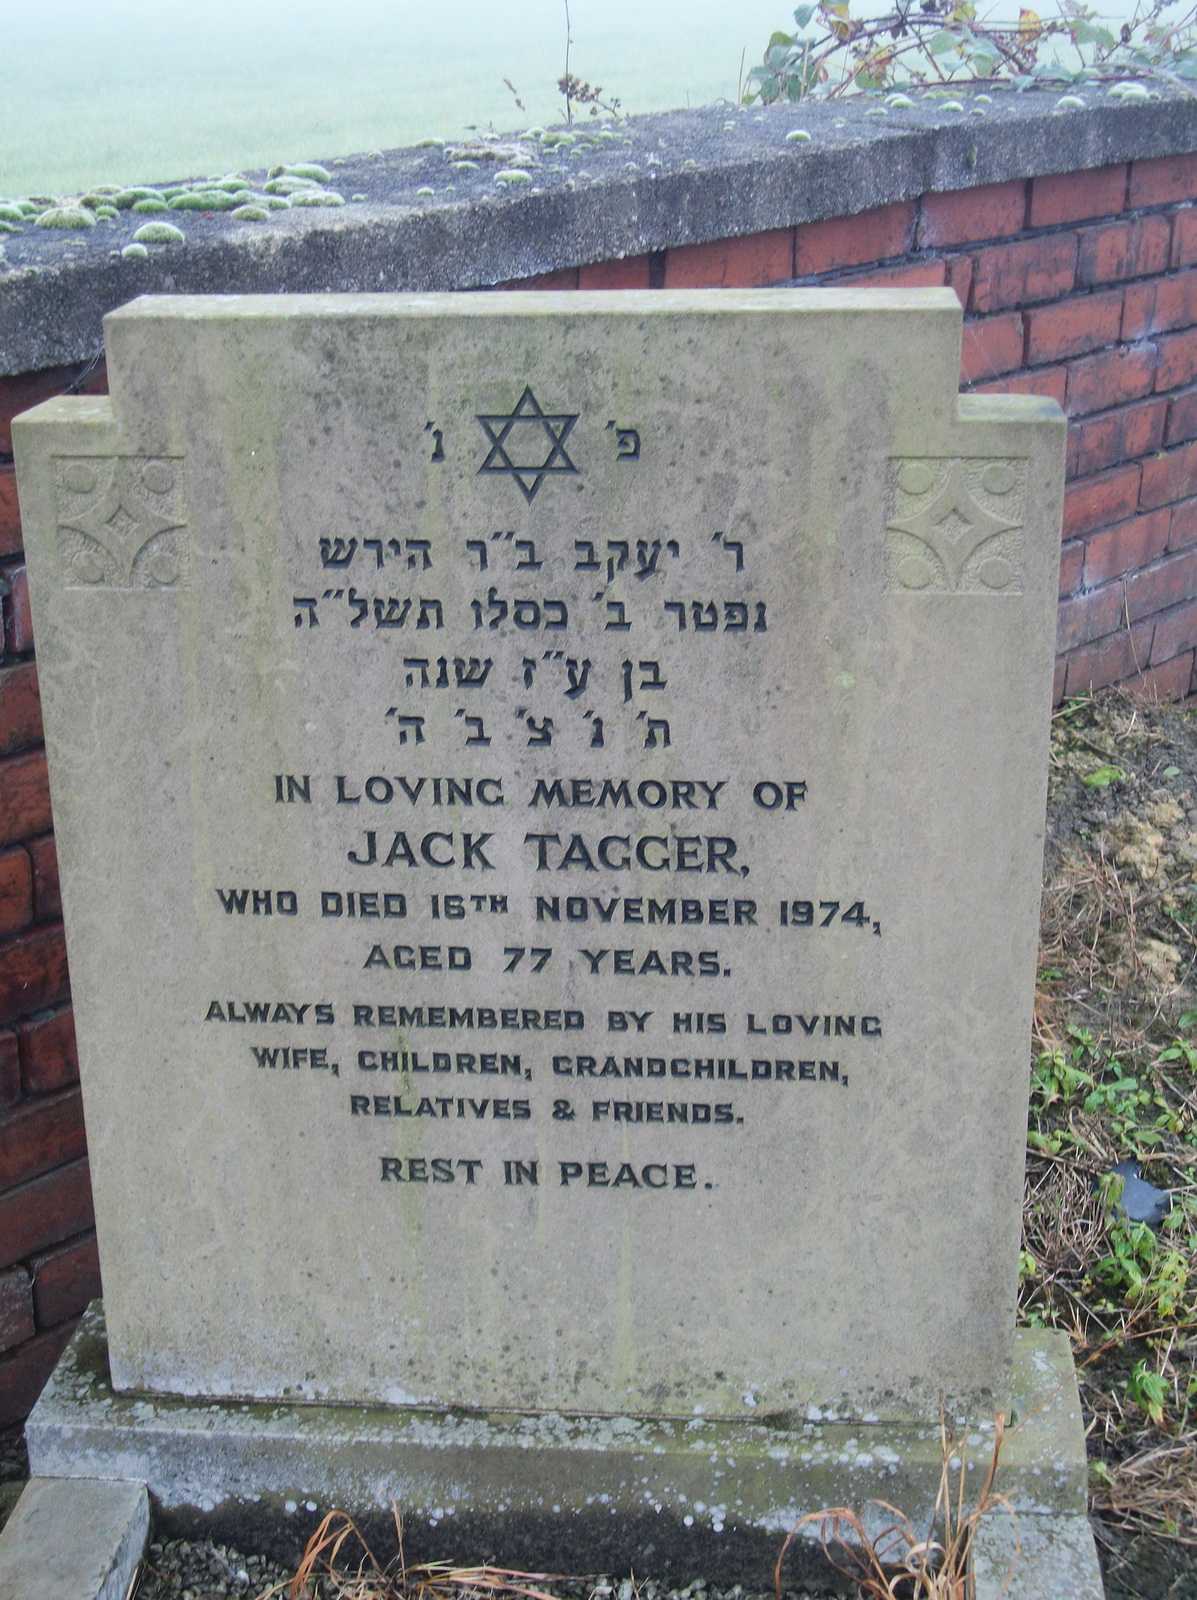 פ׳ נ׳
ר׳ יעקב ב״ר הירש
נפטר ב׳ כסלו תשל״ה
בן ע״ז שנה
ת׳ נ׳ צ׳ ב׳ ה׳
IN LOVING MEMORY OF
JACK TAGGER,
WHO DIED 16TH NOVEMBER 1974,
AGED 77 YEARS.
ALWAYS REMEMBERED BY HIS LOVING
WIFE, CHILDREN, GRANDCHILDREN,
RELATIVES & FRIENDS.
REST IN PEACE.